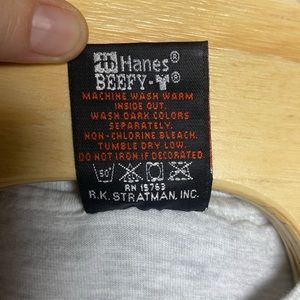 Hanes®
BEEFY-T®
MACHINE WASH WARM
INSIDE OUT.
WASH DARK COLORS
SEPARATELY.
NON-CHLORINE BLEACH.
TUMBLE DRY LOW.
DO NOT IRON IF DECORATED.
50°
RN 15763
R.K. STRATMAN, INC.